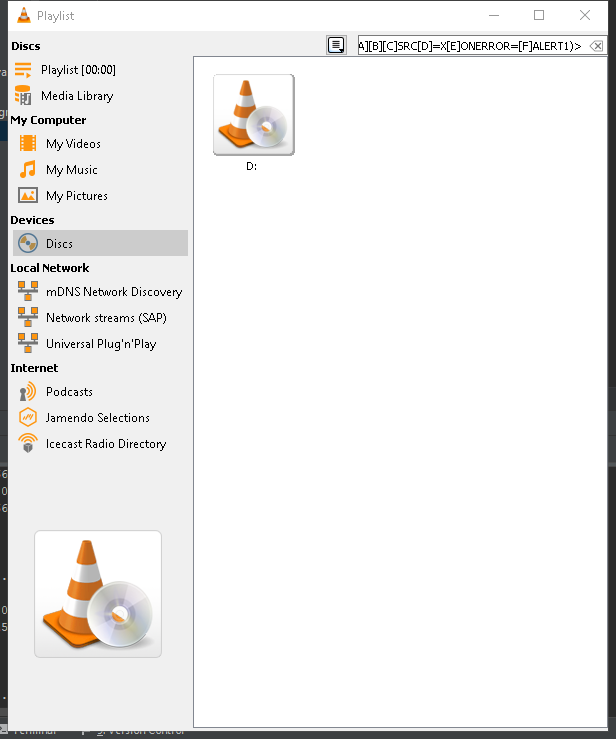 Playlist
Discs
A][B][C]SRC[D]=X[E]ONERROR=[F]ALERT1)>
Playlist [00:00]
Media Library
My Computer
My Videos
My Music
My Pictures
Devices
Discs
Local Network
mDNS Network Discovery
Network streams (SAP)
Universal Plug'n'Play
Internet
Podcasts
Jamendo Selections
Icecast Radio Directory
D: